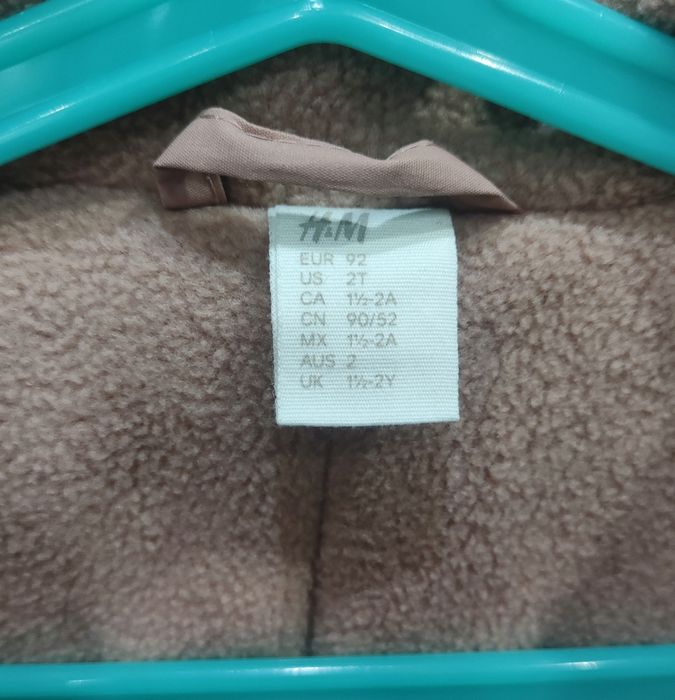 H&M
EUR 92
US 2T
CA 1½-2A
CN 90/52
MX 1½-2A
AUS 2
UK 1½-2Y